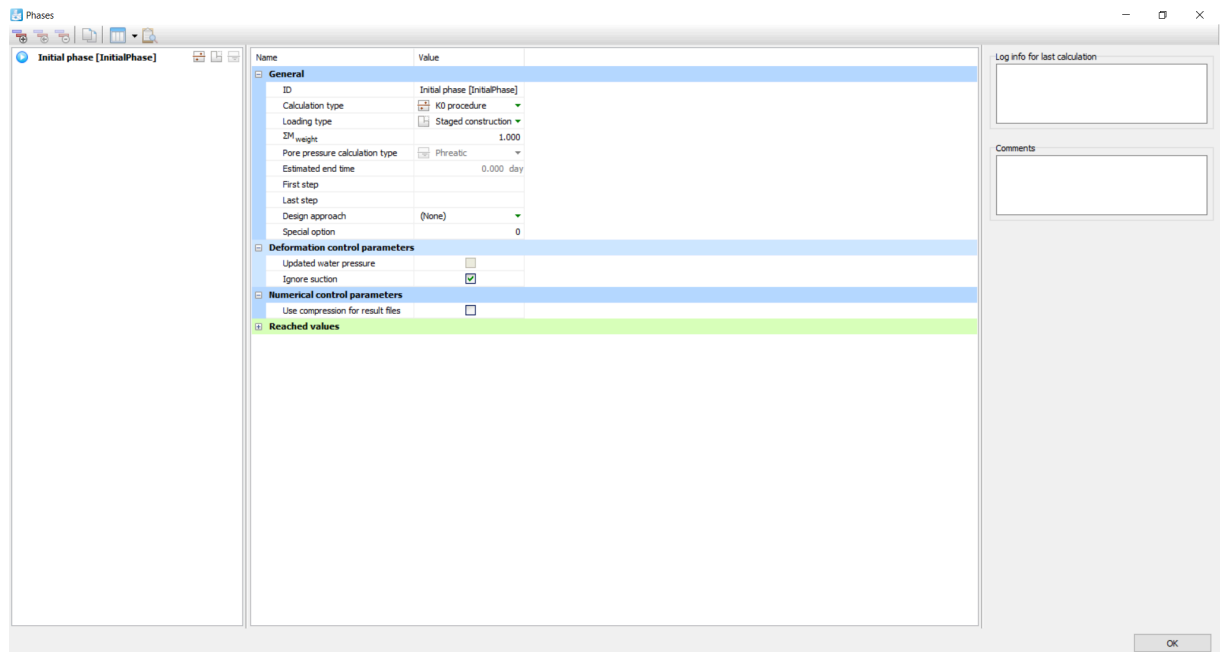 Phases
Initial phase [InitialPhase]
Name Value
General
ID Initial phase [InitialPhase]
Calculation type K0 procedure
Loading type Staged construction
ΣM weight 1.000
Pore pressure calculation type Phreatic
Estimated end time 0.000 day
First step
Last step
Design approach (None)
Special option 0
Deformation control parameters
Updated water pressure
Ignore suction
Numerical control parameters
Use compression for result files
Reached values
Log info for last calculation
Comments
OK